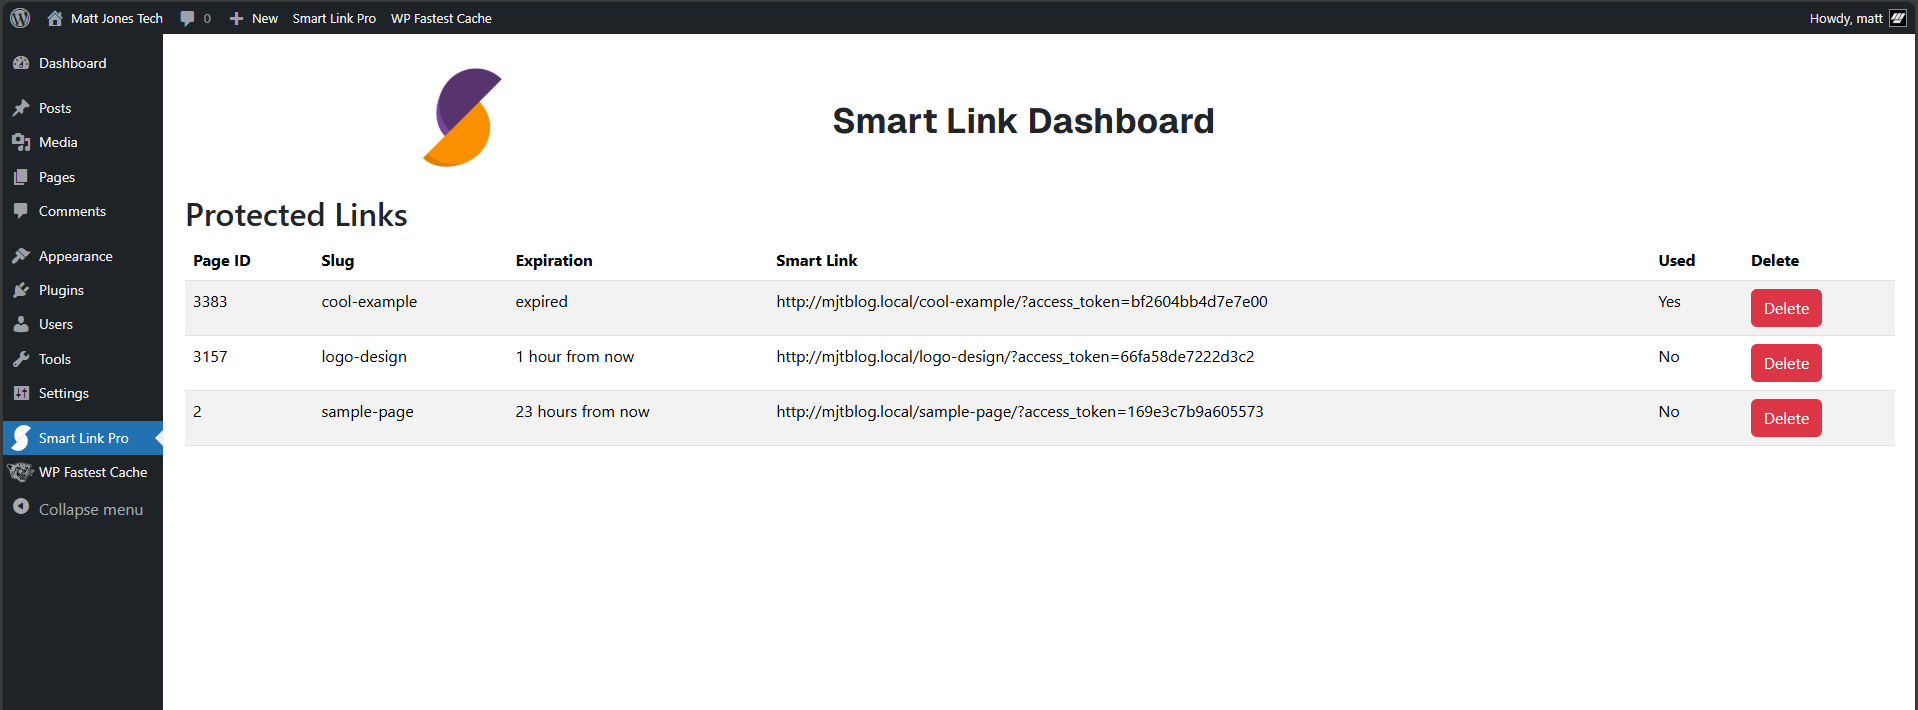 Matt Jones Tech 0 New Smart Link Pro WP Fastest Cache Howdy, matt
Dashboard
Posts
Media
Pages
Comments
Appearance
Plugins
Users
Tools
Settings
Smart Link Pro
WP Fastest Cache
Collapse menu
Smart Link Dashboard
Protected Links
Page ID Slug Expiration Smart Link Used Delete
3383 cool-example expired http://mjtblog.local/cool-example/?access_token=bf2604bb4d7e7e00 Yes Delete
3157 logo-design 1 hour from now http://mjtblog.local/logo-design/?access_token=66fa58de7222d3c2 No Delete
2 sample-page 23 hours from now http://mjtblog.local/sample-page/?access_token=169e3c7b9a605573 No Delete